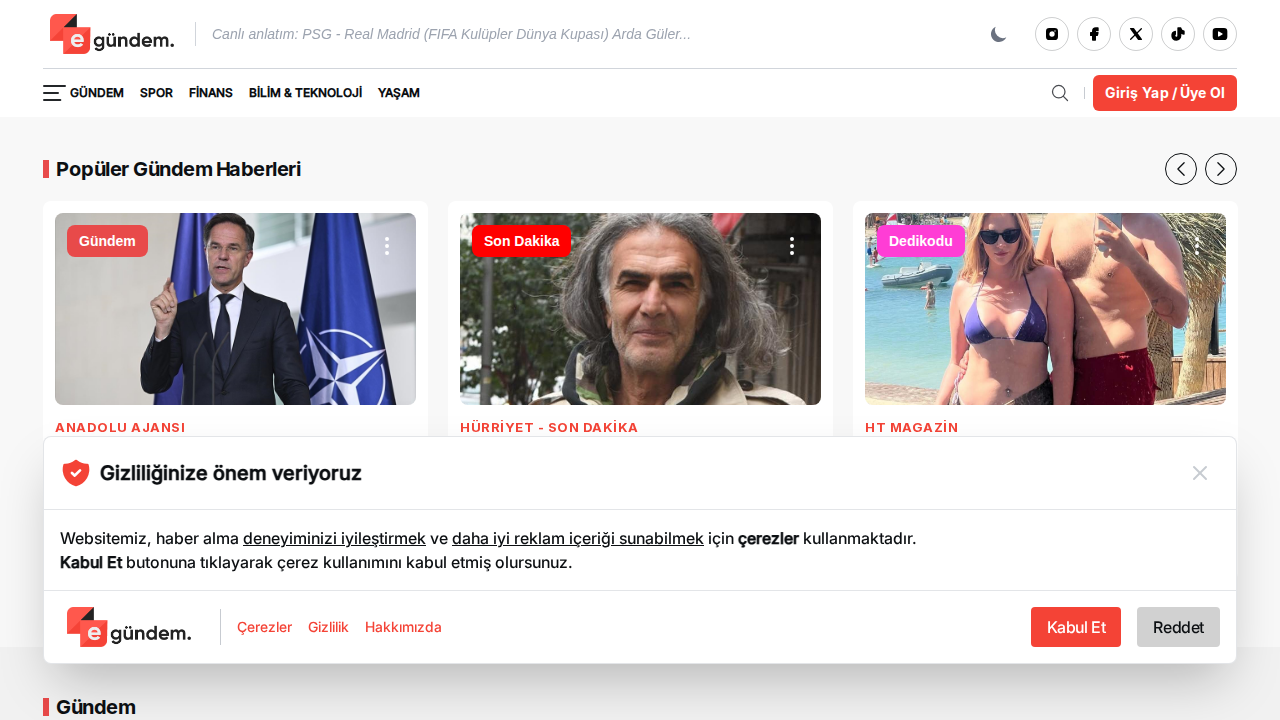 e gündem.
Canlı anlatım: PSG - Real Madrid (FIFA Kulüpler Dünya Kupası) Arda Güler...
GÜNDEM SPOR FİNANS BİLİM & TEKNOLOJİ YAŞAM
Giriş Yap / Üye Ol
Popüler Gündem Haberleri
Gündem
Son Dakika
Dedikodu
ANADOLU AJANSI
HÜRRİYET - SON DAKİKA
HT MAGAZİN
Gizliliğinize önem veriyoruz
Websitemiz, haber alma deneyiminizi iyileştirmek ve daha iyi reklam içeriği sunabilmek için çerezler kullanmaktadır.
Kabul Et butonuna tıklayarak çerez kullanımını kabul etmiş olursunuz.
e gündem.
Çerezler Gizlilik Hakkımızda
Kabul Et
Reddet
Gündem